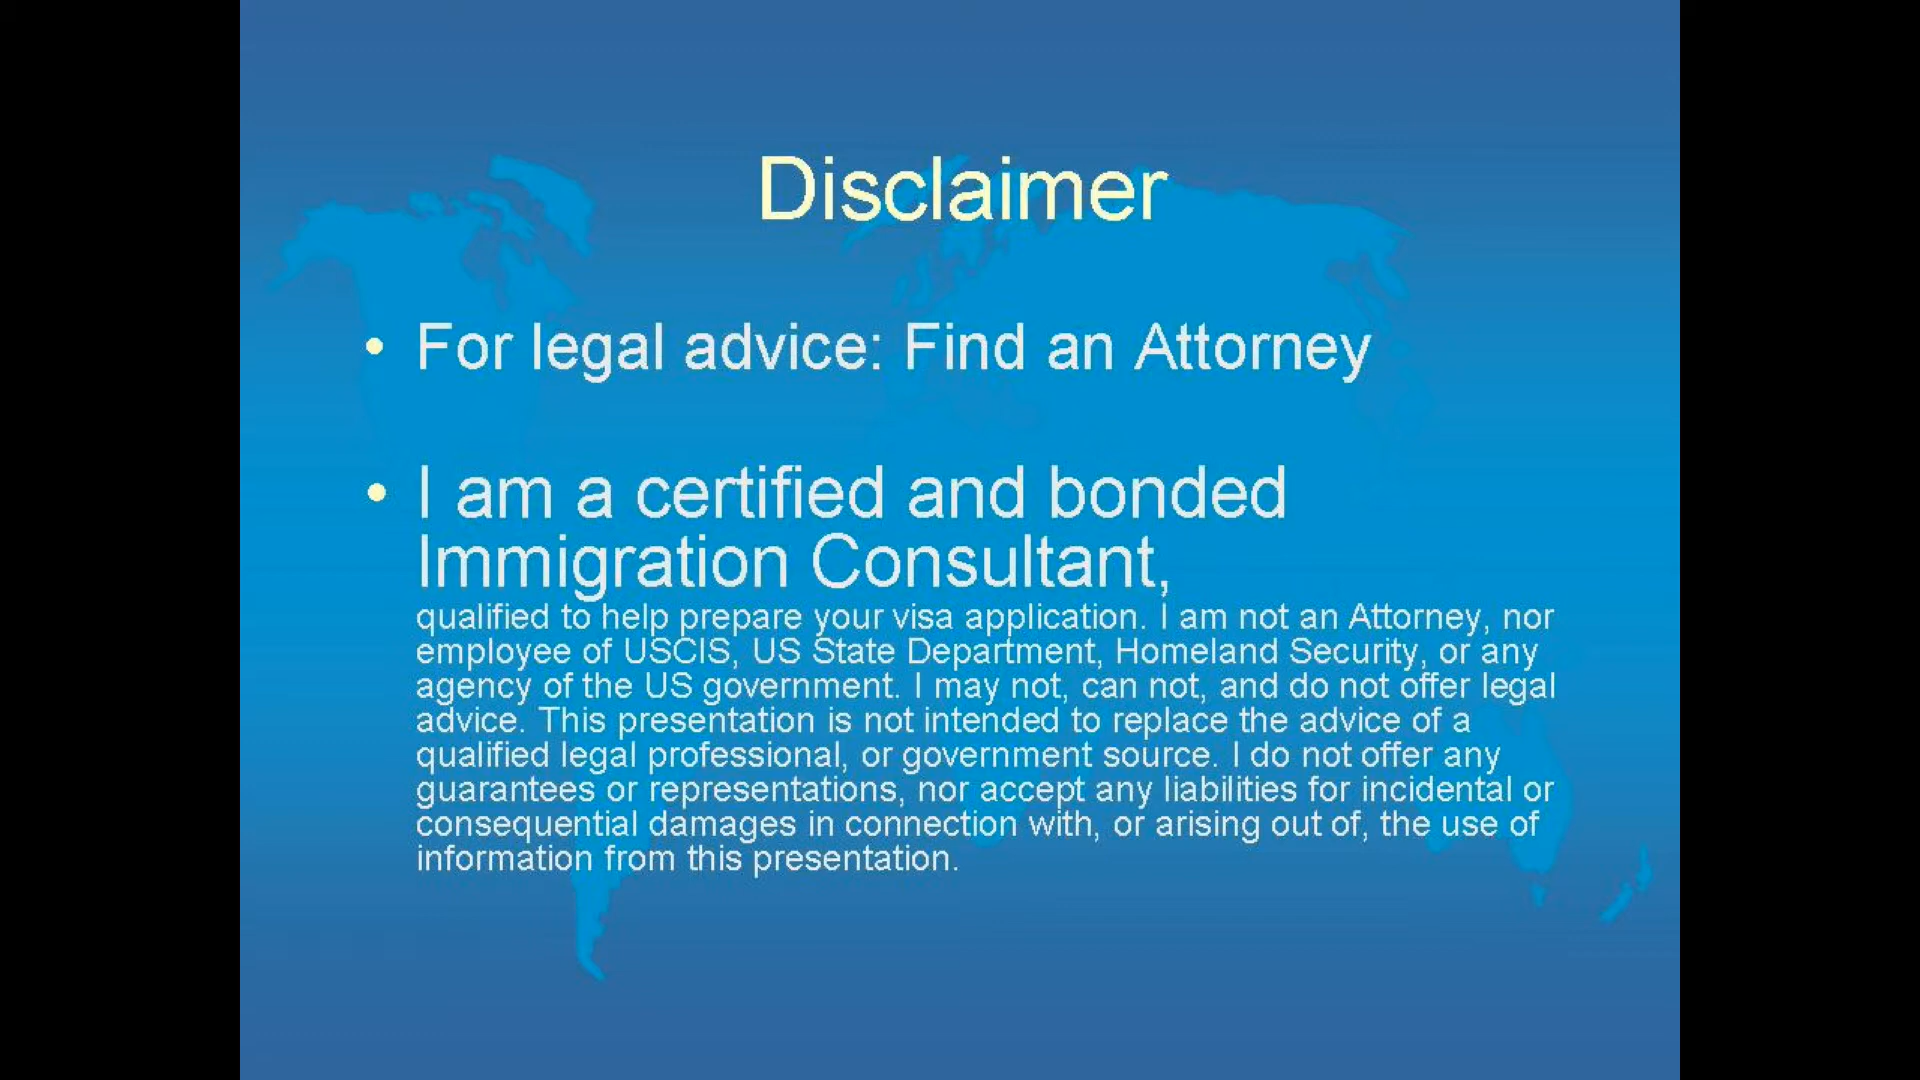 Disclaimer
• For legal advice: Find an Attorney
• I am a certified and bonded
Immigration Consultant,
qualified to help prepare your visa application. I am not an Attorney, nor
employee of USCIS, US State Department, Homeland Security, or any
agency of the US government. I may not, can not, and do not offer legal
advice. This presentation is not intended to replace the advice of a
qualified legal professional, or government source. I do not offer any
guarantees or representations, nor accept any liabilities for incidental or
consequential damages in connection with, or arising out of, the use of
information from this presentation.